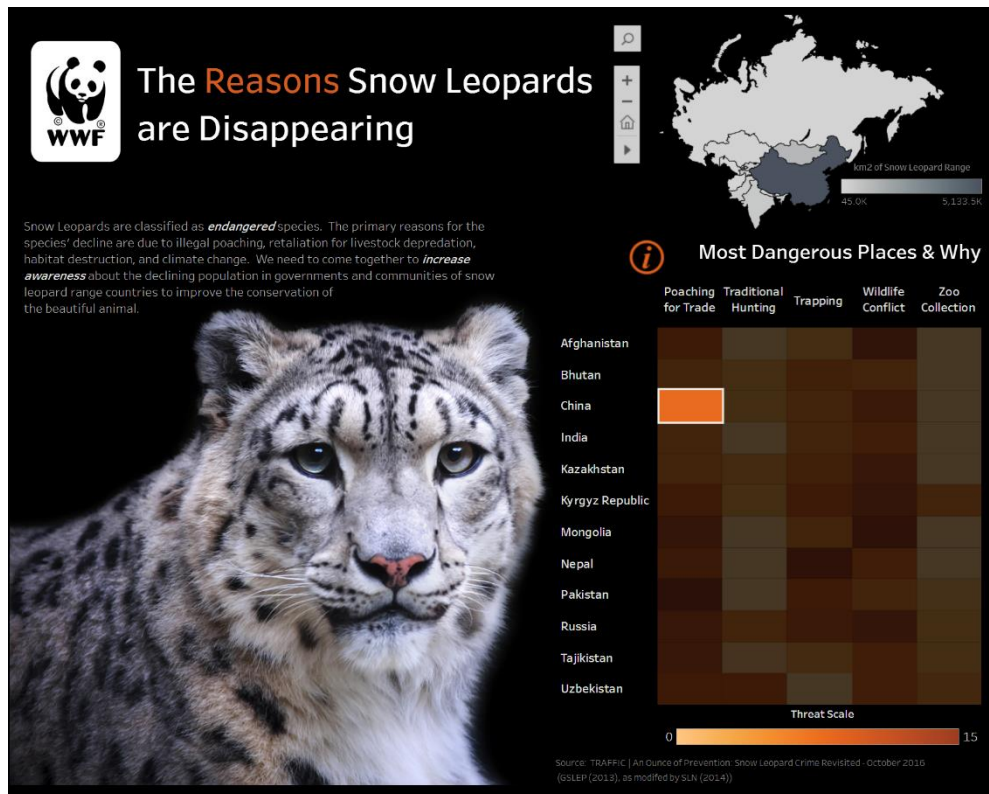 WWF
The Reasons Snow Leopards
are Disappearing
Snow Leopards are classified as endangered species. The primary reasons for the
species' decline are due to illegal poaching, retaliation for livestock depredation,
habitat destruction, and climate change. We need to come together to increase
awareness about the declining population in governments and communities of snow
leopard range countries to improve the conservation of
the beautiful animal.
km2 of Snow Leopard Range
45.0K 5,133.5K
i Most Dangerous Places & Why
Poaching Traditional Trapping Wildlife Zoo
for Trade Hunting Conflict Collection
Afghanistan
Bhutan
China
India
Kazakhstan
Kyrgyz Republic
Mongolia
Nepal
Pakistan
Russia
Tajikistan
Uzbekistan
Threat Scale
0 15
Source: TRAFFIC | An Ounce of Prevention: Snow Leopard Crime Revisited - October 2016
(GSLEP (2013), as modifed by SLN (2014))